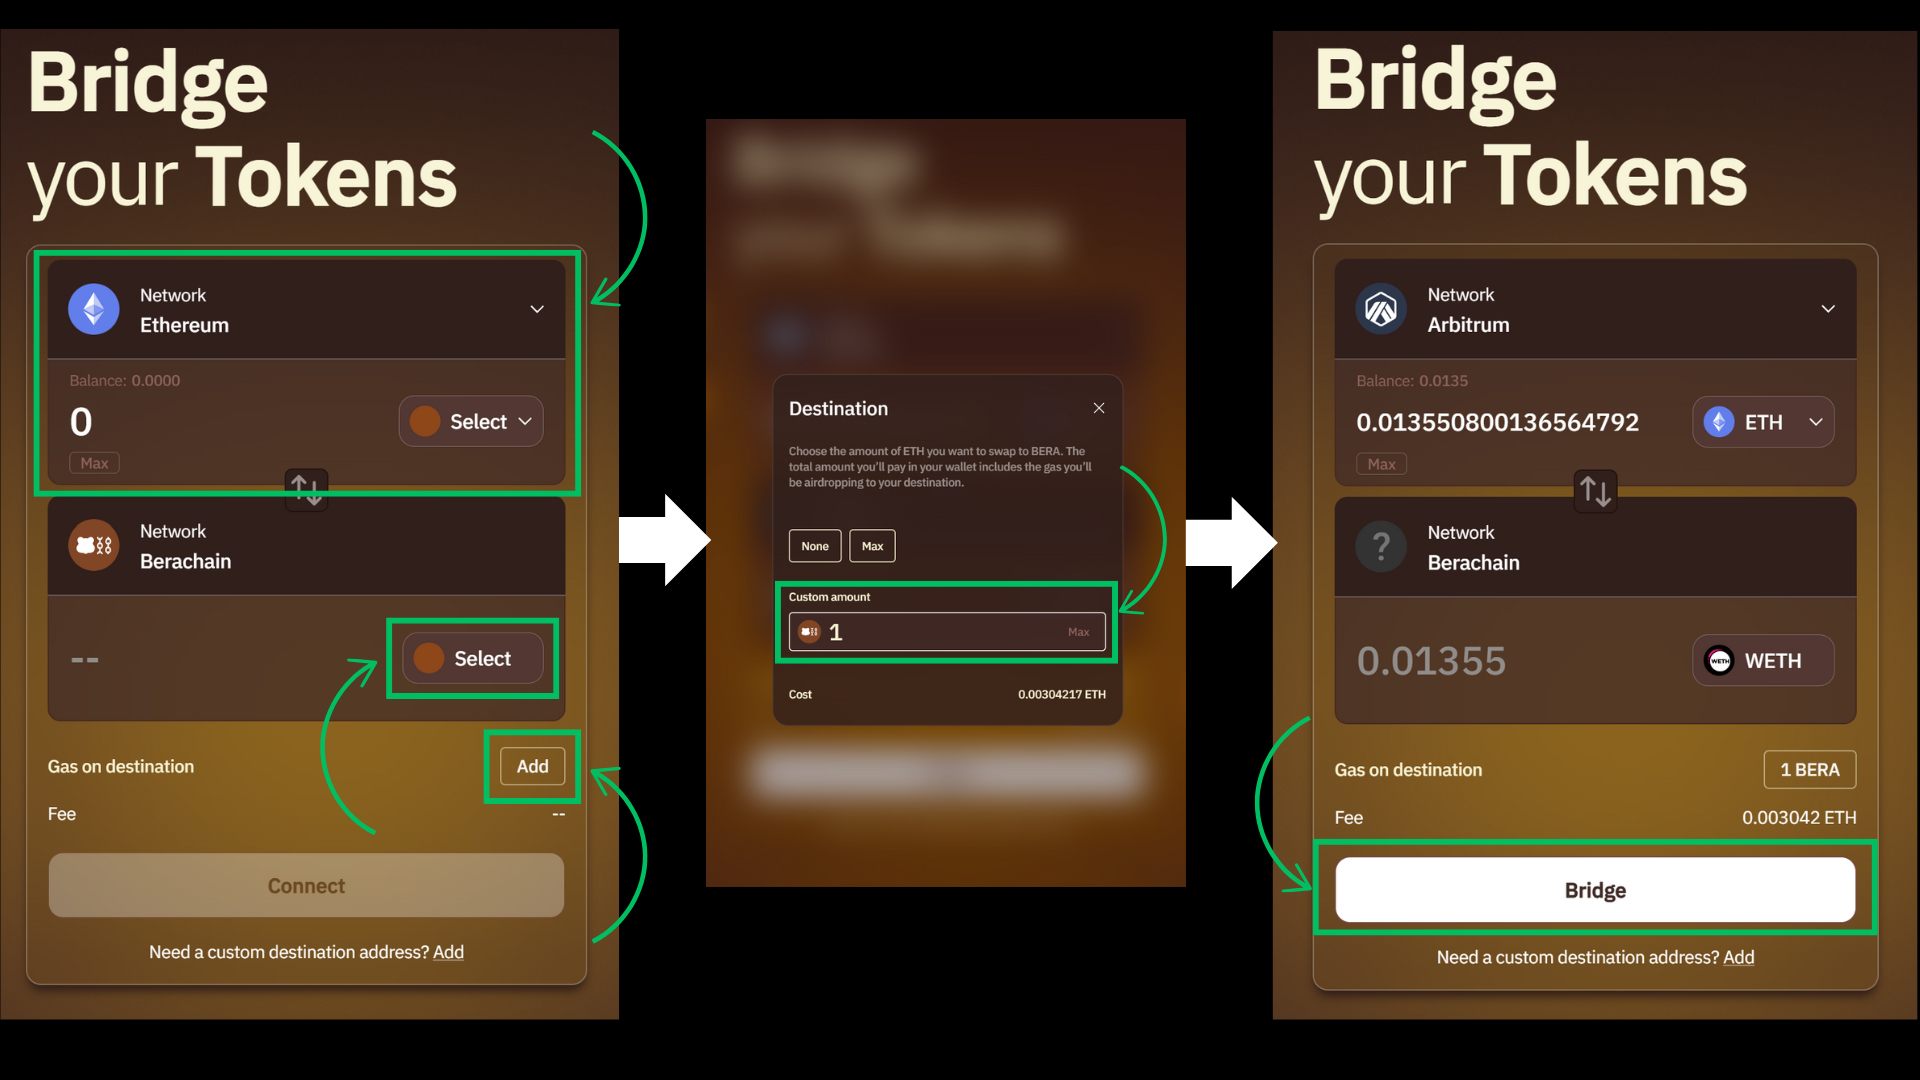 Bridge
your Tokens
Network
Ethereum
Balance: 0.0000
0
Select
Max
Network
Berachain
--
Select
Gas on destination
Add
Fee
--
Connect
Need a custom destination address? Add
Bridge
your Tokens
Destination
Choose the amount of ETH you want to swap to BERA. The
total amount you'll pay in your wallet includes the gas you'll
be airdropping to your destination.
None
Max
Custom amount
1
Max
Cost
0.00304217 ETH
Bridge
your Tokens
Network
Arbitrum
Balance: 0.0135
0.013550800136564792
ETH
Max
?
Network
Berachain
0.01355
WETH
WETH
Gas on destination
1 BERA
Fee
0.003042 ETH
Bridge
Need a custom destination address? Add